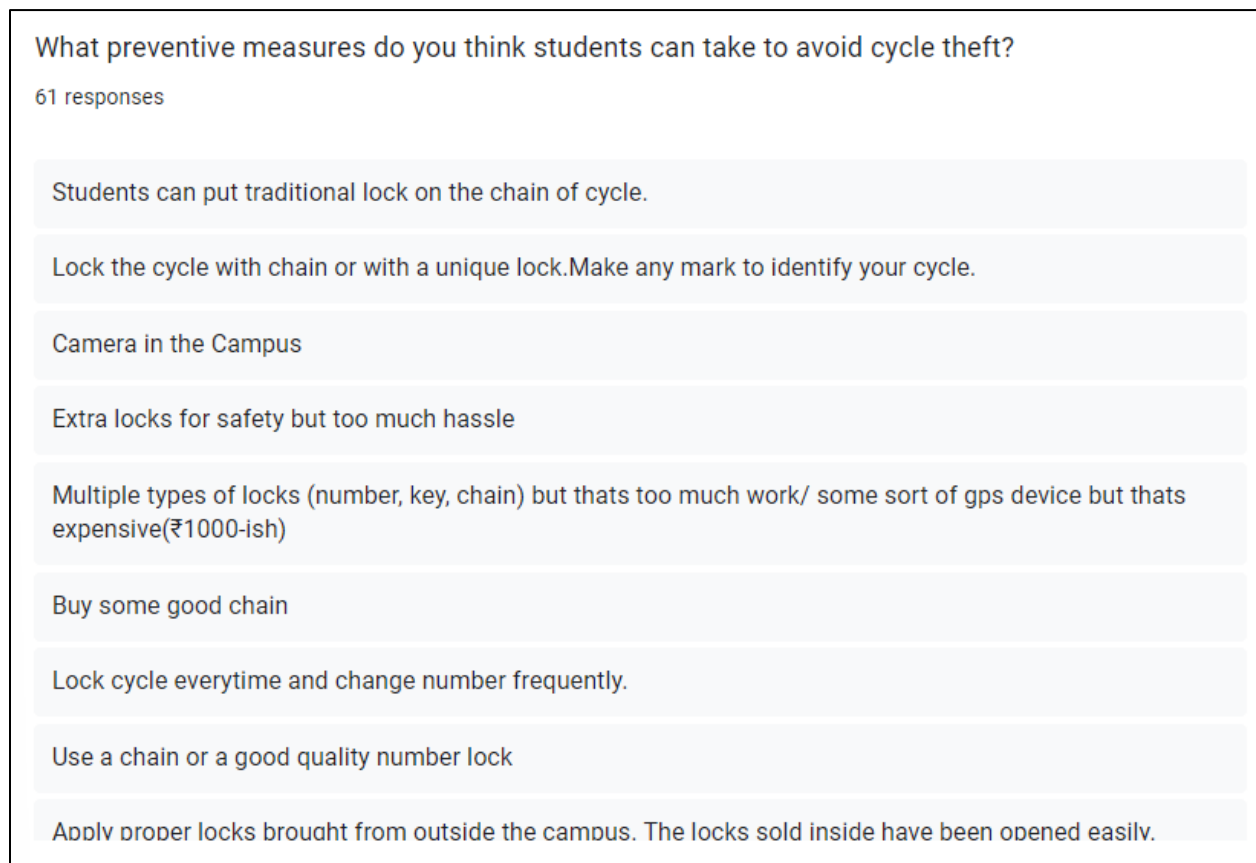 What preventive measures do you think students can take to avoid cycle theft?
61 responses
Students can put traditional lock on the chain of cycle.
Lock the cycle with chain or with a unique lock.Make any mark to identify your cycle.
Camera in the Campus
Extra locks for safety but too much hassle
Multiple types of locks (number, key, chain) but thats too much work/ some sort of gps device but thats
expensive(₹1000-ish)
Buy some good chain
Lock cycle everytime and change number frequently.
Use a chain or a good quality number lock
Apply proper locks brought from outside the campus. The locks sold inside have been opened easily.